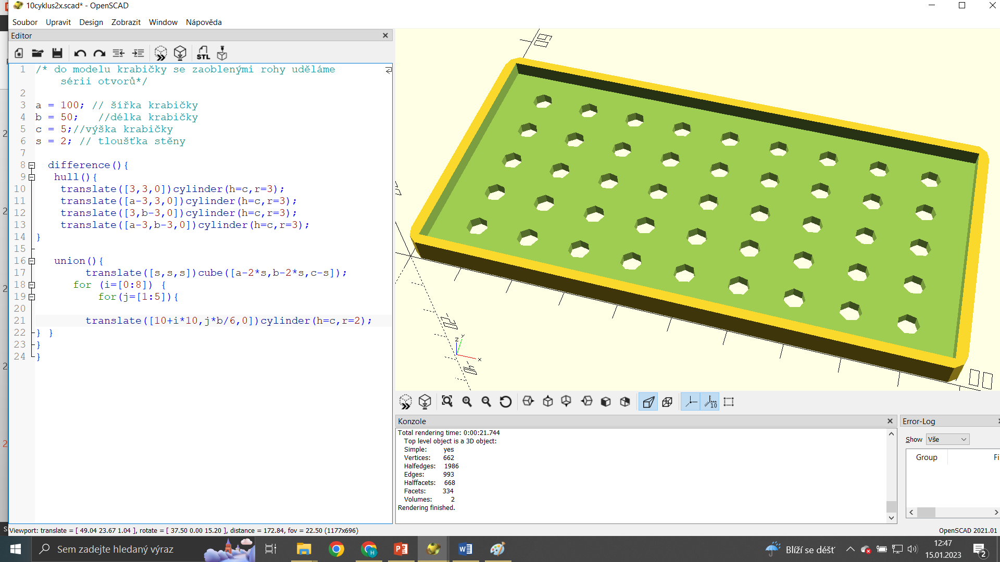 10cyklus2x.scad* - OpenSCAD
Soubor Upravit Design Zobrazit Window Nápověda
Editor
STL
1 /* do modelu krabičky se zaoblenými rohy uděláme
sérii otvorů*/
2
3 a = 100; // šířka krabičky
4 b = 50; //délka krabičky
5 c = 5;//výška krabičky
6 s = 2; // tloušťka stěny
7
8 difference(){
9 hull(){
10 translate([3,3,0])cylinder(h=c,r=3);
11 translate([a-3,3,0])cylinder(h=c,r=3);
12 translate([3,b-3,0])cylinder(h=c,r=3);
13 translate([a-3,b-3,0])cylinder(h=c,r=3);
14 }
15
16 union(){
17 translate([s,s,s])cube([a-2*s,b-2*s,c-s]);
18 for (i=[0:8]) {
19 for(j=[1:5]){
20
21 translate([10+i*10,j*b/6,0])cylinder(h=c,r=2);
22 } }
23 }
24 }
z y x
10
Konzole
Total rendering time: 0:00:21.744
Top level object is a 3D object:
Simple: yes
Vertices: 662
Halfedges: 1986
Edges: 993
Halffacets: 668
Facets: 334
Volumes: 2
Rendering finished.
Error-Log
Show Vše
Group Fi
Viewport: translate = [ 49.04 23.67 1.04 ], rotate = [ 37.50 0.00 15.20 ], distance = 172.84, fov = 22.50 (1177x696)
OpenSCAD 2021.01
Sem zadejte hledaný výraz
Blíží se déšť
12:47
15.01.2023
2